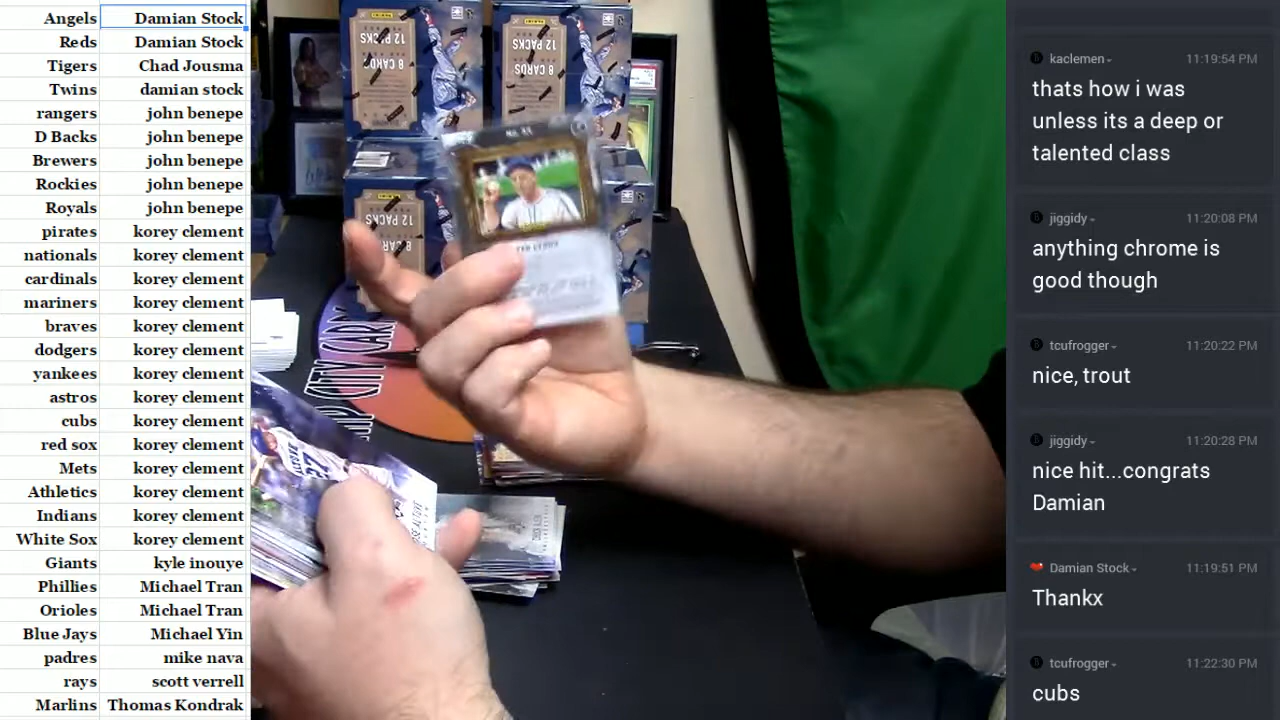 Angels Damian Stock
Reds Damian Stock
Tigers Chad Jousma
Twins damian stock
rangers john benepe
D Backs john benepe
Brewers john benepe
Rockies john benepe
Royals john benepe
pirates korey clement
nationals korey clement
cardinals korey clement
mariners korey clement
braves korey clement
dodgers korey clement
yankees korey clement
astros korey clement
cubs korey clement
red sox korey clement
Mets korey clement
Athletics korey clement
Indians korey clement
White Sox korey clement
Giants kyle inouye
Phillies Michael Tran
Orioles Michael Tran
Blue Jays Michael Yin
padres mike nava
rays scott verrell
Marlins Thomas Kondrak
12 PACKS
8 CARDS
12 PACKS
8 CARDS
12 PACKS
8 CARDS
CITY CARD
27
kaclemen 11:19:54 PM
thats how i was
unless its a deep or
talented class
jiggidy 11:20:08 PM
anything chrome is
good though
tcufrogger 11:20:22 PM
nice, trout
jiggidy 11:20:28 PM
nice hit...congrats
Damian
Damian Stock 11:19:51 PM
Thankx
tcufrogger 11:22:30 PM
cubs